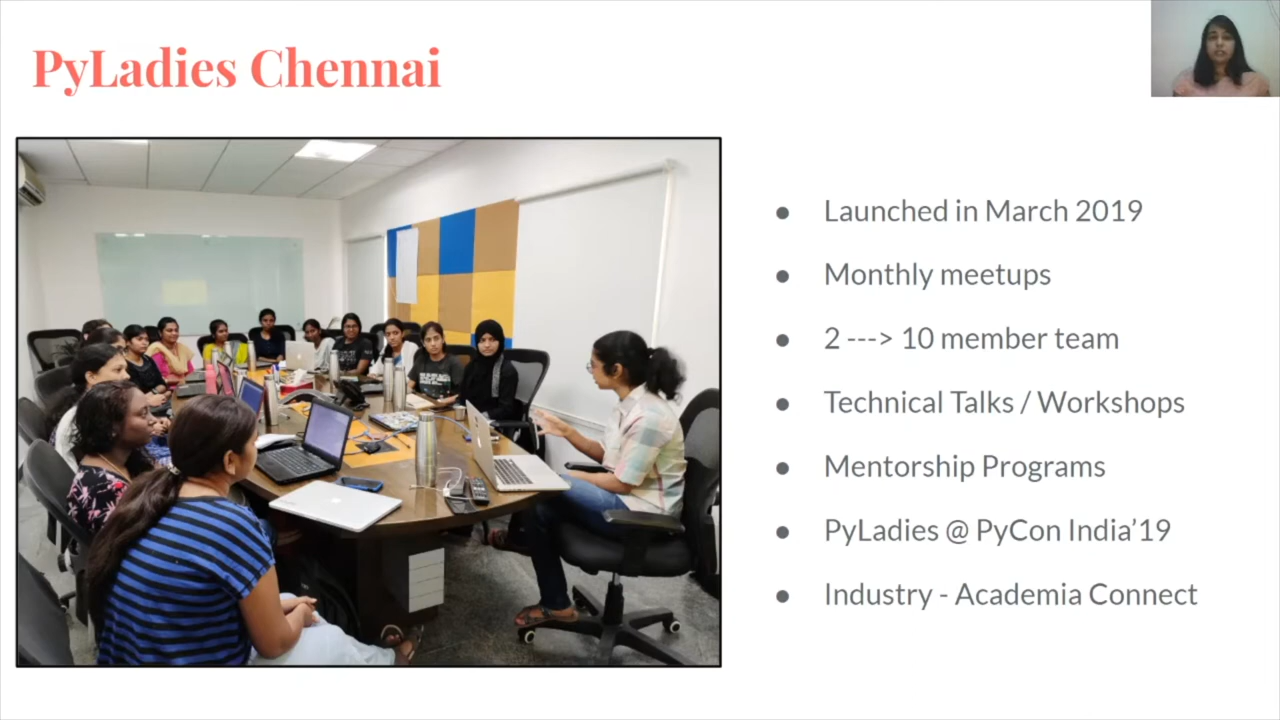 PyLadies Chennai
● Launched in March 2019
● Monthly meetups
● 2 ---> 10 member team
● Technical Talks / Workshops
● Mentorship Programs
● PyLadies @ PyCon India’19
● Industry - Academia Connect